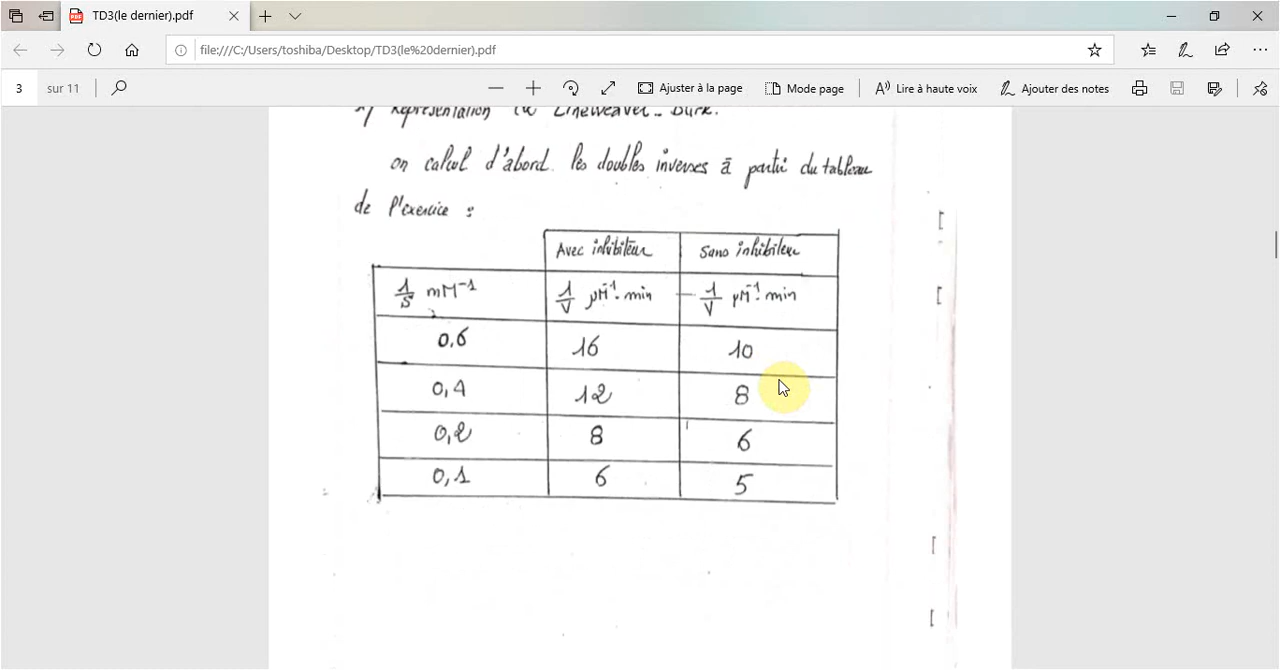 TD3(le dernier).pdf
file:///C:/Users/toshiba/Desktop/TD3(le%20dernier).pdf
3 sur 11
Ajuster à la page
Mode page
Lire à haute voix
Ajouter des notes
Représentation Lineweaver - Burk.
on calcul d'abord les doubles inverses à parti du tableau
de l'exercice :
Avec inhibiteur Sans inhibiteur
1/S mM⁻¹ 1/V µM⁻¹.min 1/V µM⁻¹.min
0,6 16 10
0,4 12 8
0,2 8 6
0,1 6 5